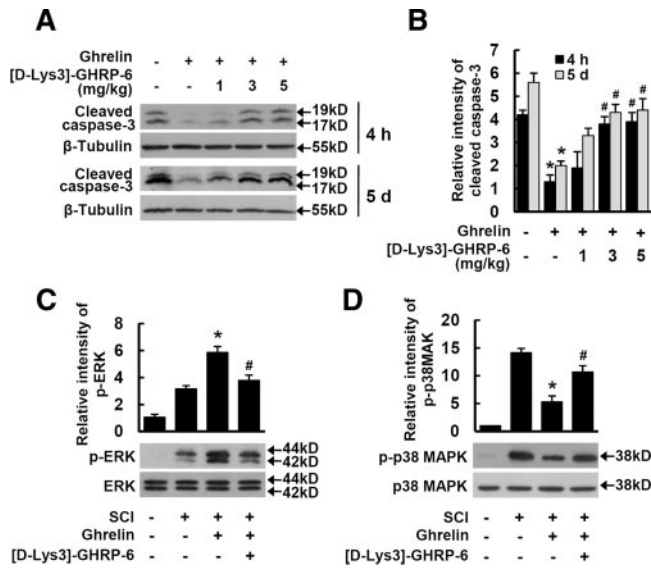 A
Ghrelin - + + + +
[D-Lys3]-GHRP-6 - - 1 3 5
(mg/kg)
Cleaved
caspase-3
19kD
17kD
β-Tubulin
55kD
4 h
Cleaved
caspase-3
19kD
17kD
β-Tubulin
55kD
5 d
B
Relative intensity of
cleaved caspase-3
7
6
5
4
3
2
1
0
4 h
5 d
* * # # # #
Ghrelin - + + + +
[D-Lys3]-GHRP-6 - - 1 3 5
(mg/kg)
C
Relative intensity of
p-ERK
8
6
4
2
0
* #
p-ERK
44kD
42kD
ERK
44kD
42kD
SCI - + + +
Ghrelin - - + +
[D-Lys3]-GHRP-6 - - - +
D
Relative intensity of
p-p38MAK
20
15
10
5
0
* #
p-p38 MAPK
38kD
p38 MAPK
38kD
SCI - + + +
Ghrelin - - + +
[D-Lys3]-GHRP-6 - - - +